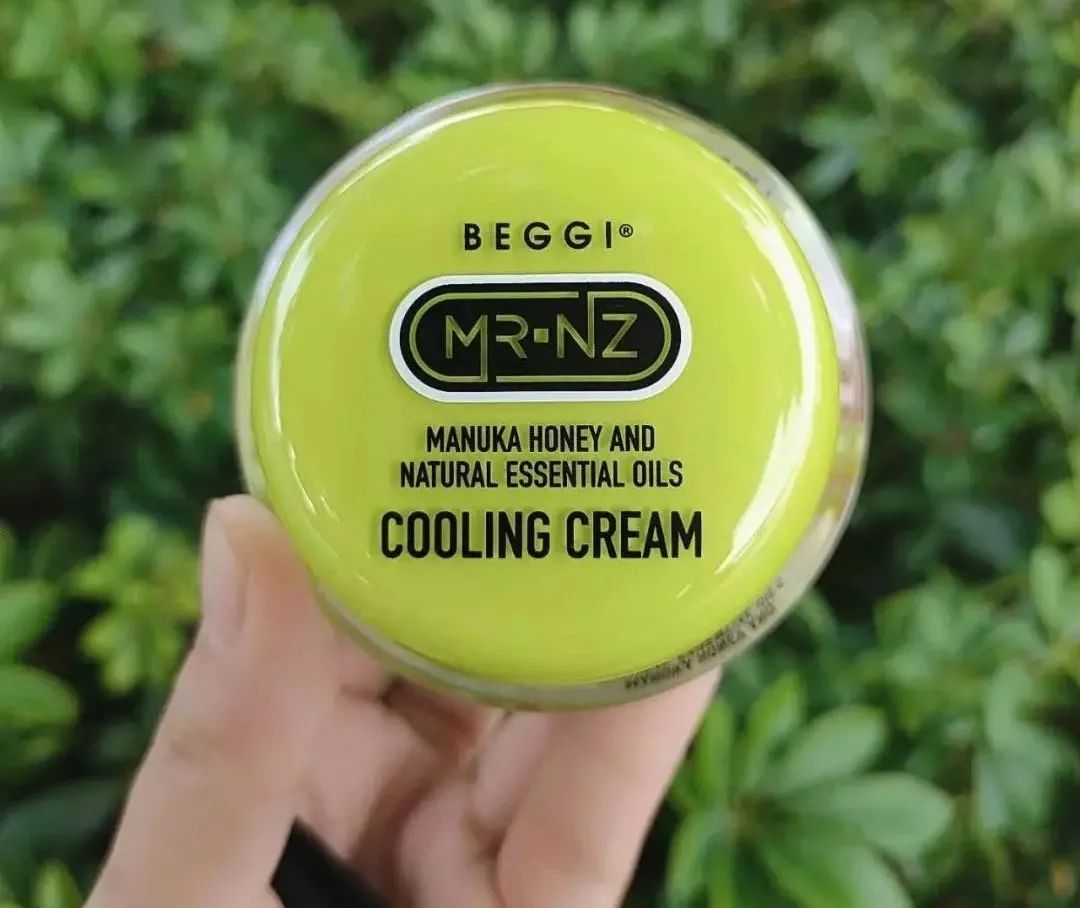 BEGGI®
MR·NZ
MANUKA HONEY AND
NATURAL ESSENTIAL OILS
COOLING CREAM